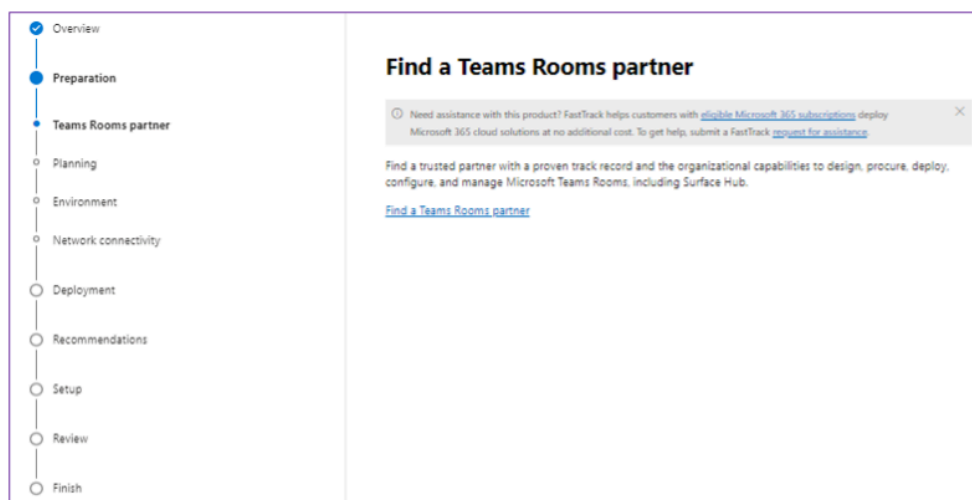 Overview
Preparation
Teams Rooms partner
Planning
Environment
Network connectivity
Deployment
Recommendations
Setup
Review
Finish
Find a Teams Rooms partner
Need assistance with this product? FastTrack helps customers with eligible Microsoft 365 subscriptions deploy
Microsoft 365 cloud solutions at no additional cost. To get help, submit a FastTrack request for assistance.
Find a trusted partner with a proven track record and the organizational capabilities to design, procure, deploy,
configure, and manage Microsoft Teams Rooms, including Surface Hub.
Find a Teams Rooms partner